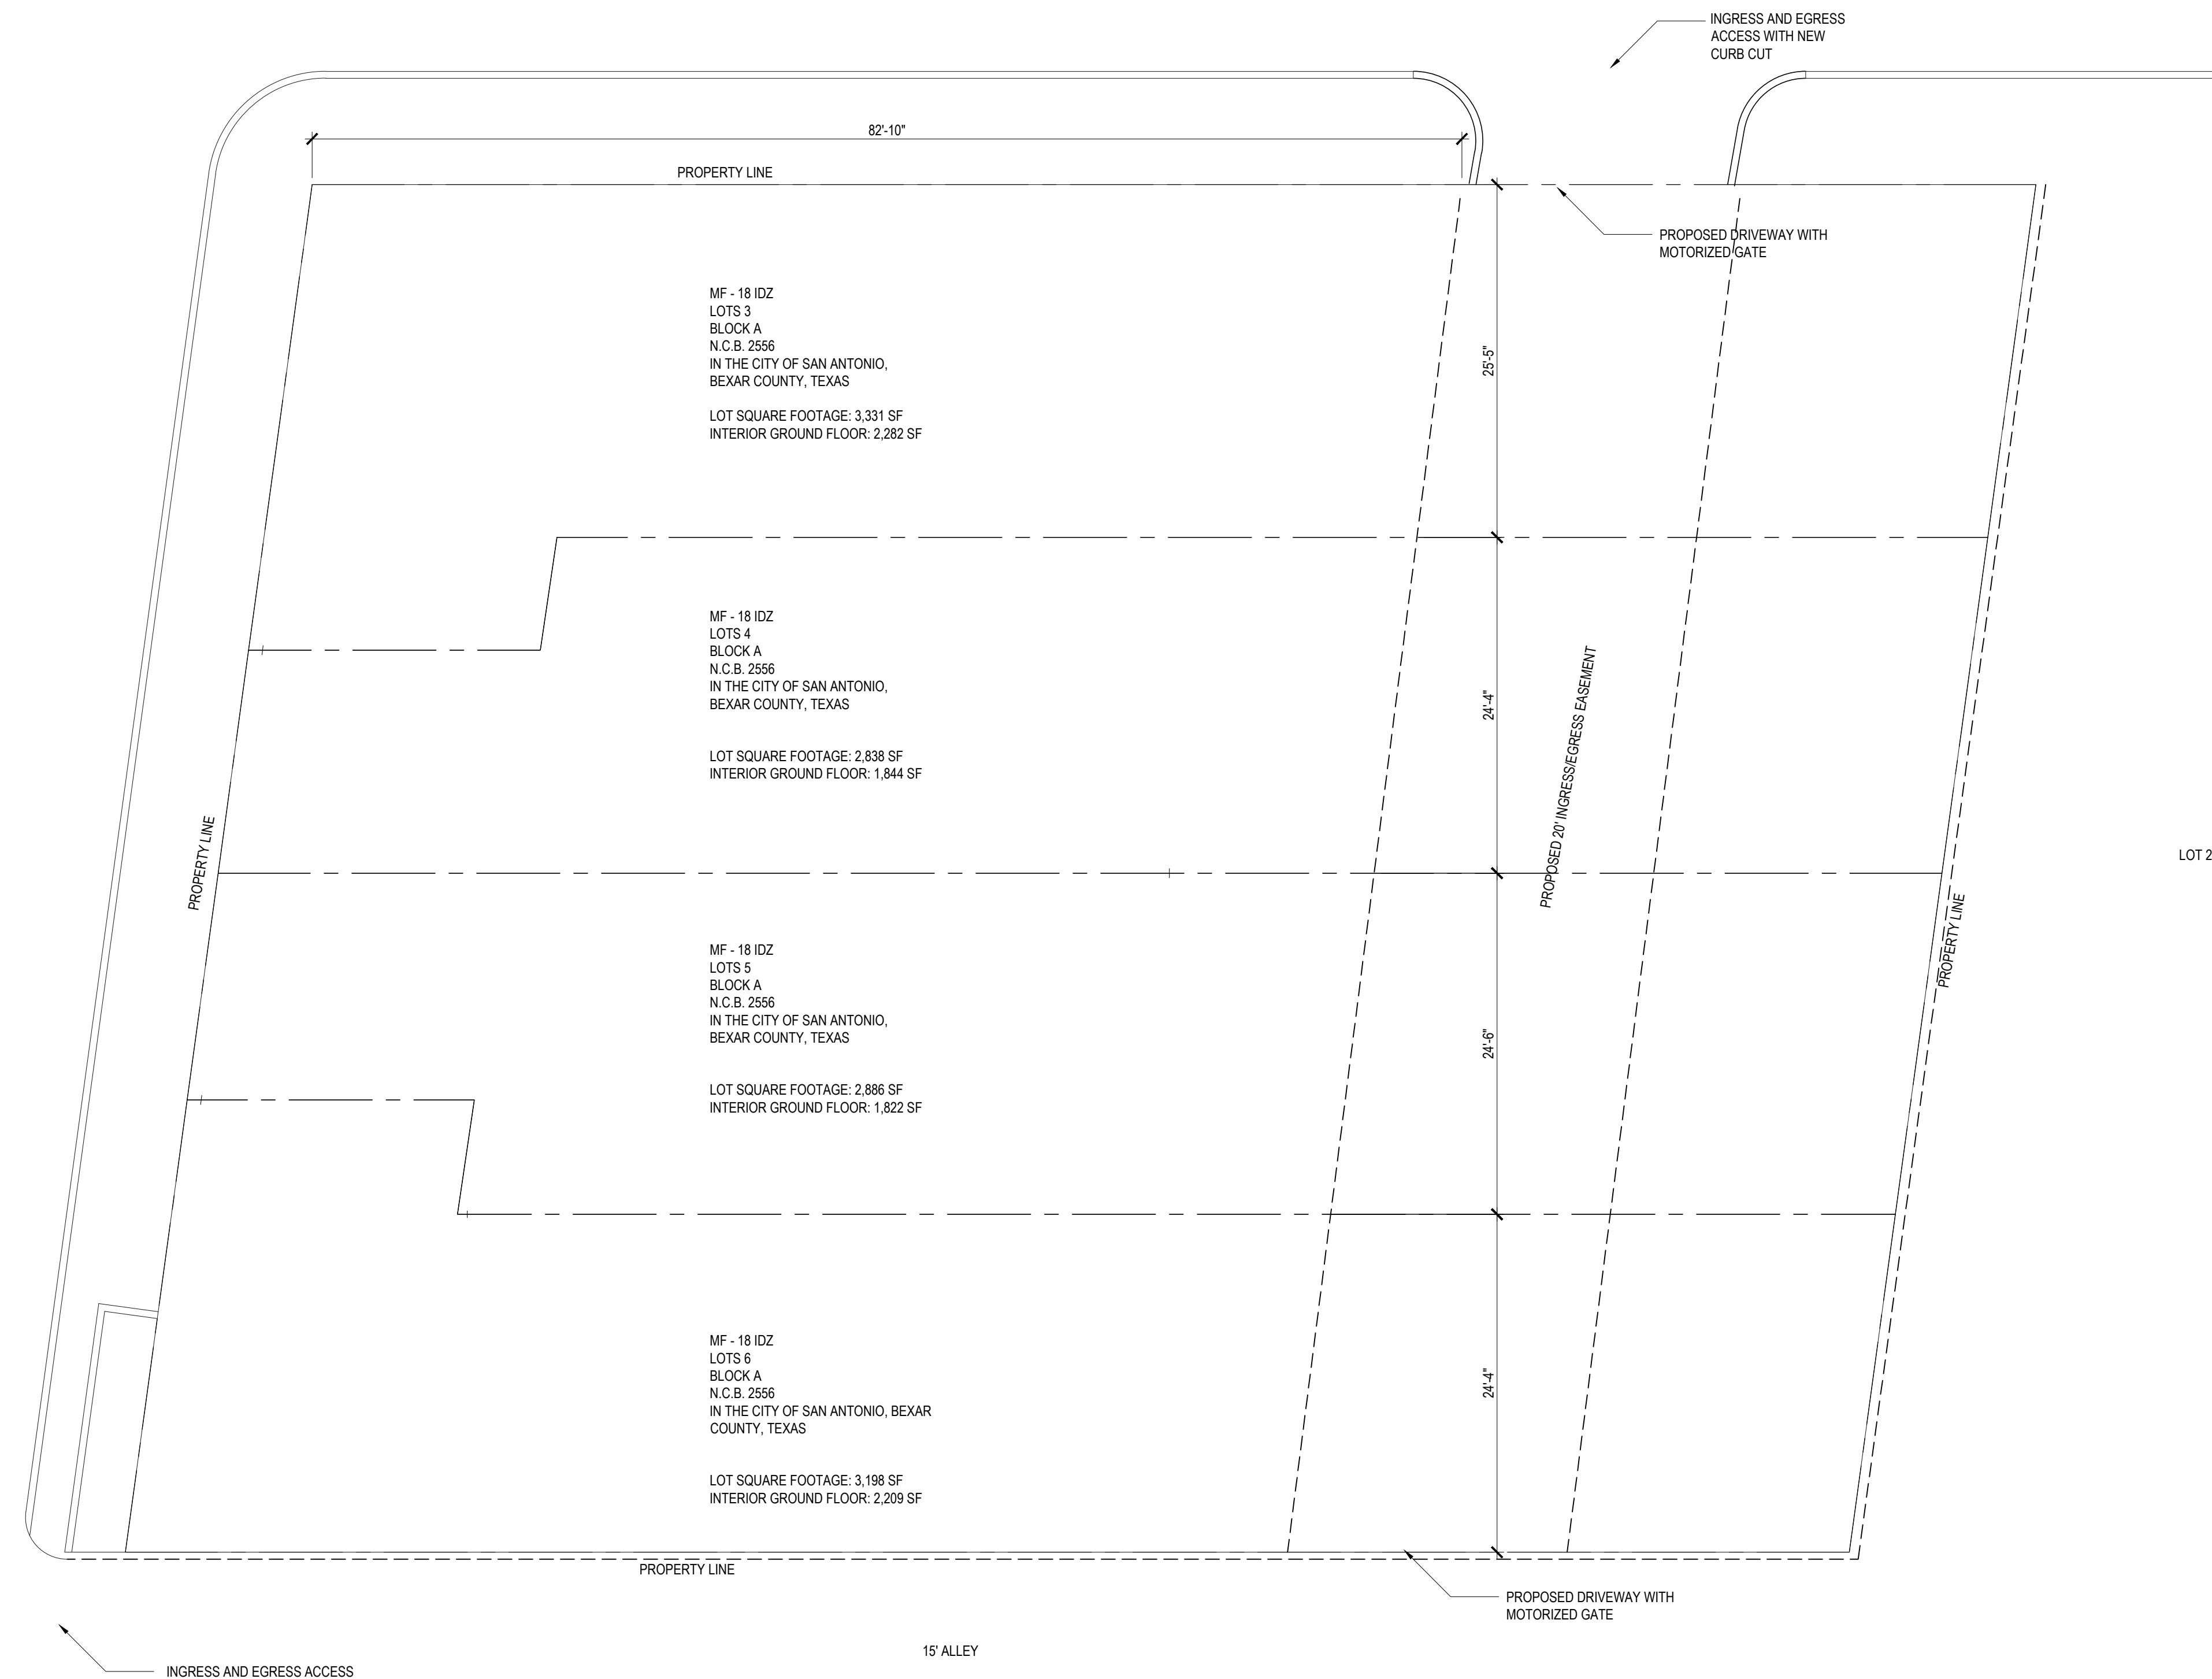 INGRESS AND EGRESS
ACCESS WITH NEW
CURB CUT
82'-10"
PROPERTY LINE
PROPOSED DRIVEWAY WITH
MOTORIZED GATE
MF - 18 IDZ
LOTS 3
BLOCK A
N.C.B. 2556
IN THE CITY OF SAN ANTONIO,
BEXAR COUNTY, TEXAS
LOT SQUARE FOOTAGE: 3,331 SF
INTERIOR GROUND FLOOR: 2,282 SF
25'-5"
MF - 18 IDZ
LOTS 4
BLOCK A
N.C.B. 2556
IN THE CITY OF SAN ANTONIO,
BEXAR COUNTY, TEXAS
LOT SQUARE FOOTAGE: 2,838 SF
INTERIOR GROUND FLOOR: 1,844 SF
24'-4"
PROPOSED 20' INGRESS/EGRESS EASEMENT
PROPERTY LINE
LOT 2
PROPERTY LINE
MF - 18 IDZ
LOTS 5
BLOCK A
N.C.B. 2556
IN THE CITY OF SAN ANTONIO,
BEXAR COUNTY, TEXAS
LOT SQUARE FOOTAGE: 2,886 SF
INTERIOR GROUND FLOOR: 1,822 SF
24'-6"
MF - 18 IDZ
LOTS 6
BLOCK A
N.C.B. 2556
IN THE CITY OF SAN ANTONIO, BEXAR
COUNTY, TEXAS
LOT SQUARE FOOTAGE: 3,198 SF
INTERIOR GROUND FLOOR: 2,209 SF
24'-4"
PROPERTY LINE
PROPOSED DRIVEWAY WITH
MOTORIZED GATE
15' ALLEY
INGRESS AND EGRESS ACCESS